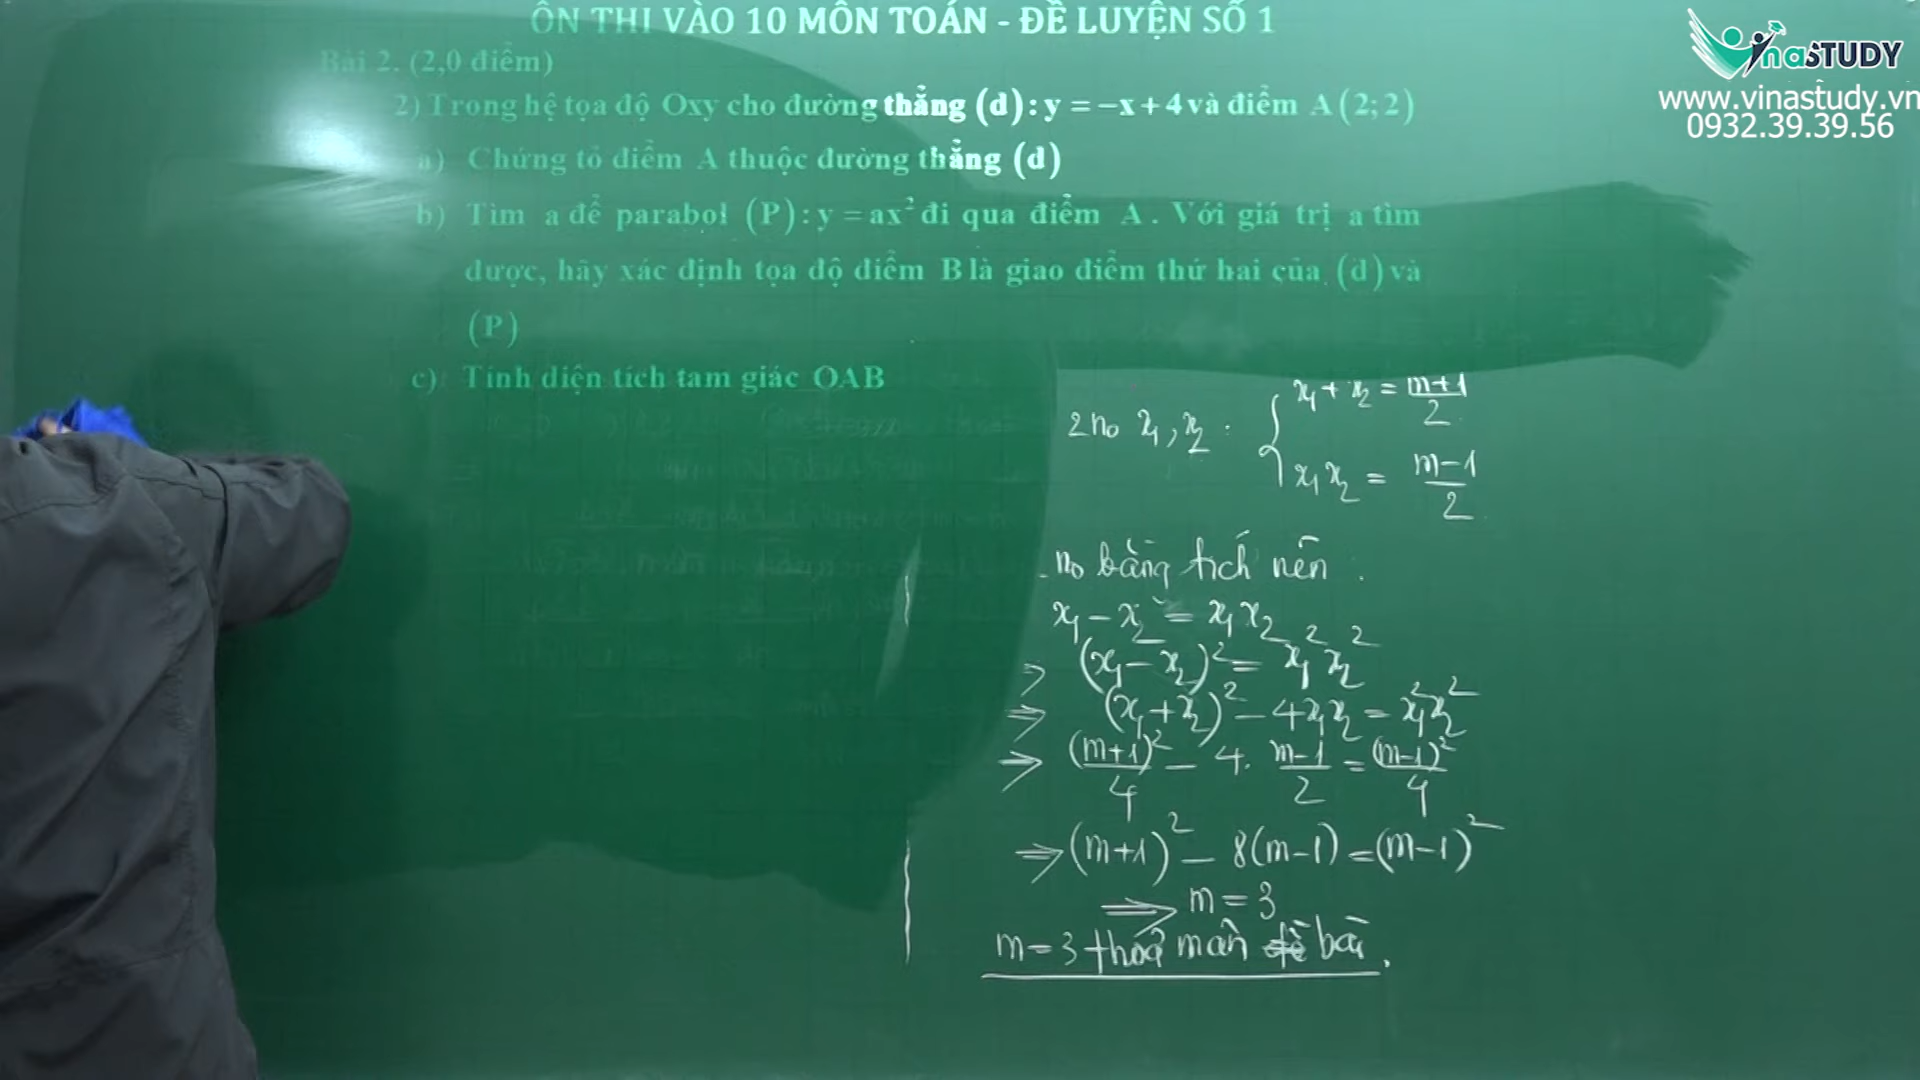 ÔN THI VÀO 10 MÔN TOÁN - ĐỀ LUYỆN SỐ 1
Bài 2. (2,0 điểm)
2) Trong hệ tọa độ Oxy cho đường thẳng (d): y = −x + 4 và điểm A(2;2)
a) Chứng tỏ điểm A thuộc đường thẳng (d)
b) Tìm a để parabol (P): y = ax² đi qua điểm A. Với giá trị a tìm
được, hãy xác định tọa độ điểm B là giao điểm thứ hai của (d) và
(P)
c) Tính diện tích tam giác OAB
VinaSTUDY
www.vinastudy.vn
0932.39.39.56
2 no x₁, x₂ : { x₁ + x₂ = (m+1)/2
x₁x₂ = (m−1)/2
no bằng tích nên
x₁ − x₂ = x₁x₂
⇒ (x₁ − x₂)² = x₁²x₂²
⇒ (x₁ + x₂)² − 4x₁x₂ = x₁²x₂²
⇒ (m+1)²/4 − 4. (m−1)/2 = (m−1)²/4
⇒ (m+1)² − 8(m−1) = (m−1)²
⇒ m = 3
m = 3 thoả mãn đề bài.